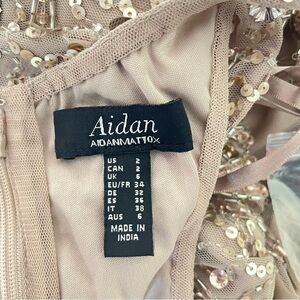 Aidan
AIDANMATTOX
US 2
CAN 2
UK 6
EU/FR 34
DE 32
ES 36
IT 38
AUS 6
MADE IN
INDIA